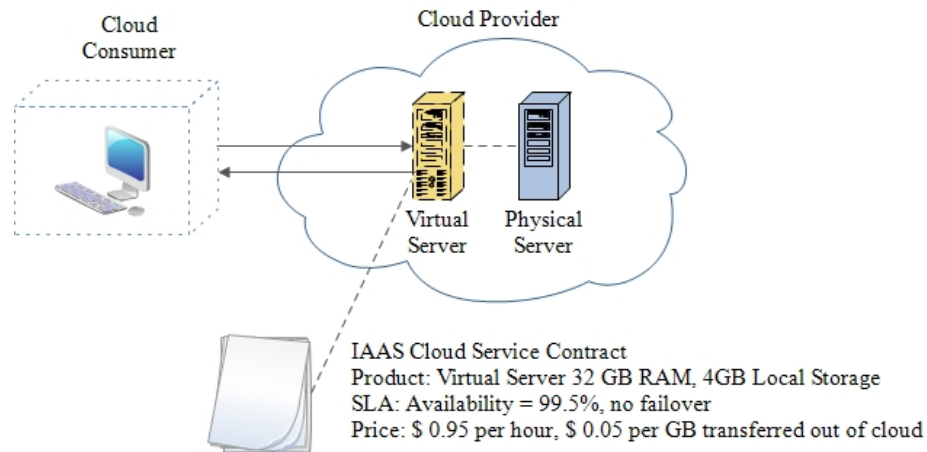 Cloud
Consumer
Cloud Provider
Virtual
Server
Physical
Server
IAAS Cloud Service Contract
Product: Virtual Server 32 GB RAM, 4GB Local Storage
SLA: Availability = 99.5%, no failover
Price: $ 0.95 per hour, $ 0.05 per GB transferred out of cloud